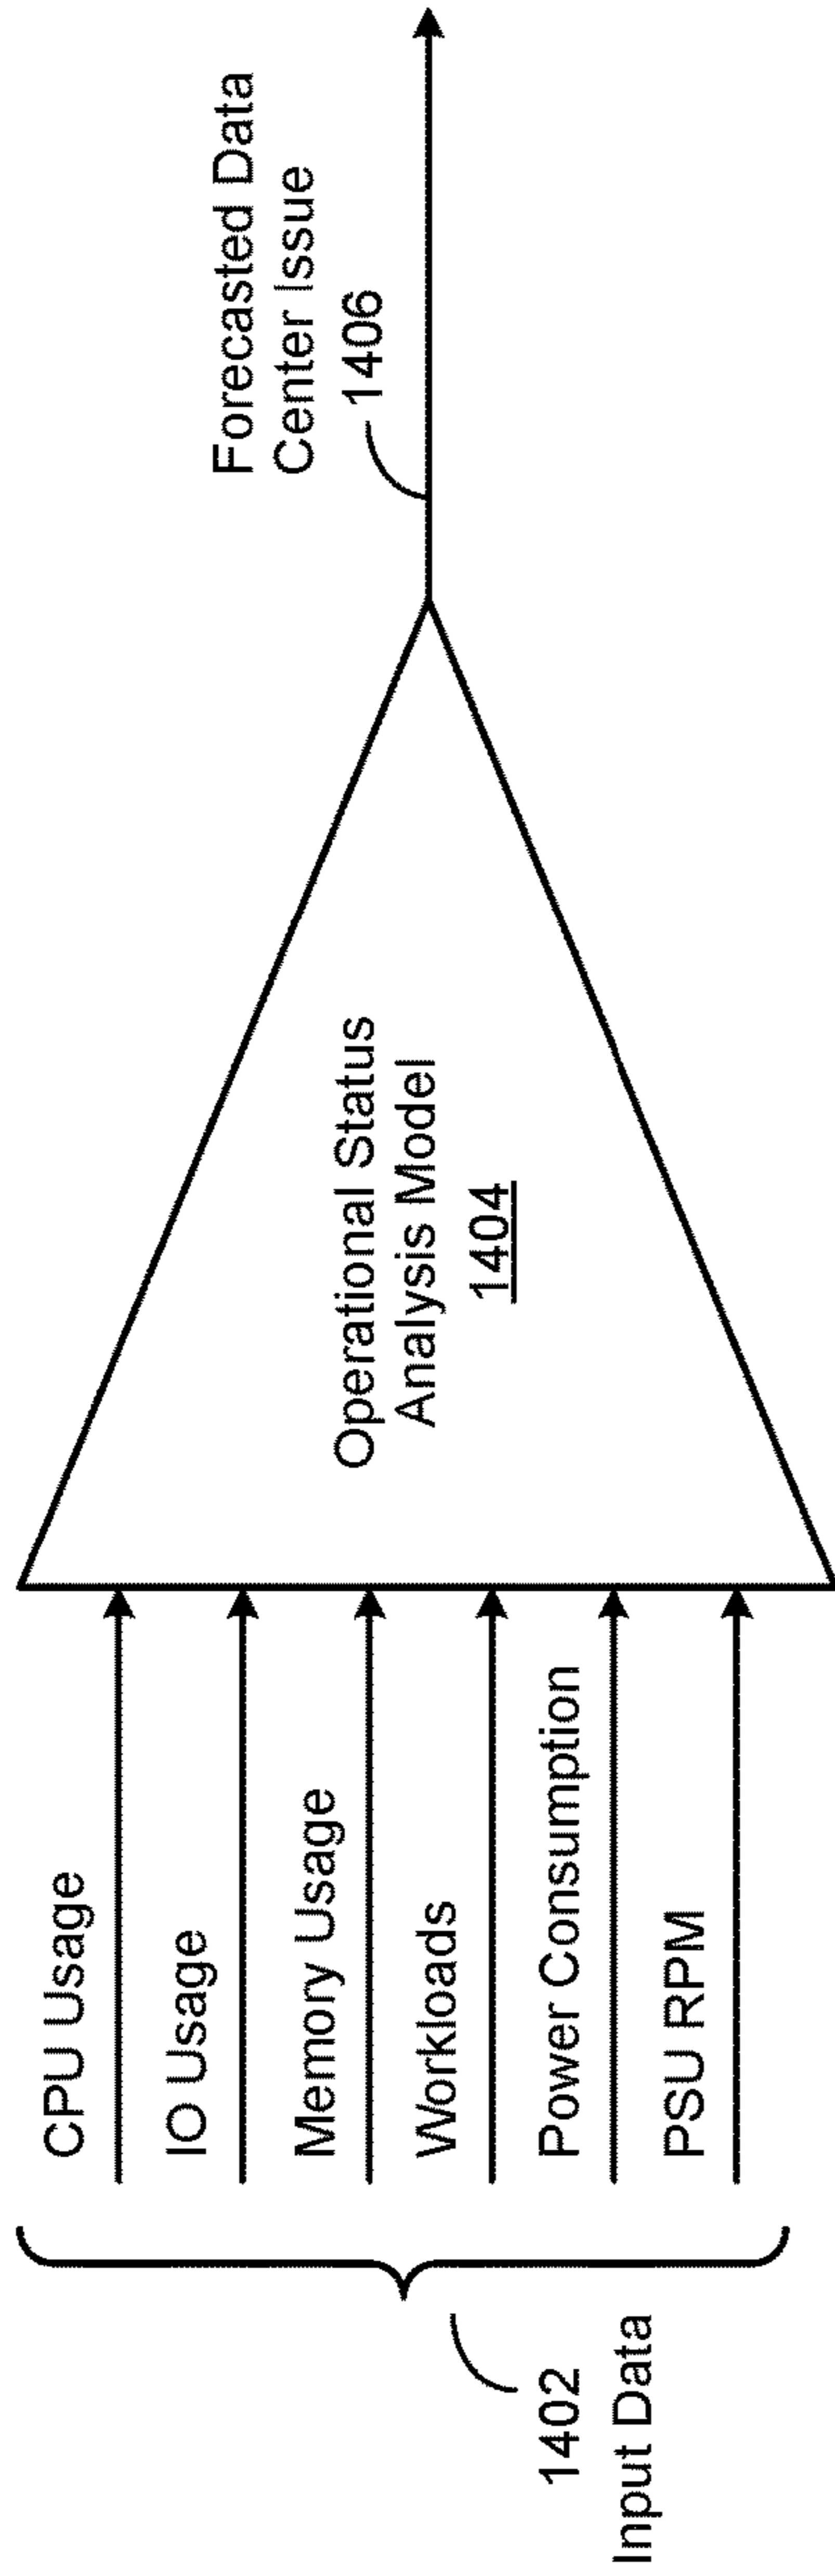 CPU Usage
IO Usage
Memory Usage
Workloads
Power Consumption
PSU RPM
1402
Input Data
Operational Status
Analysis Model
1404
Forecasted Data
Center Issue
1406